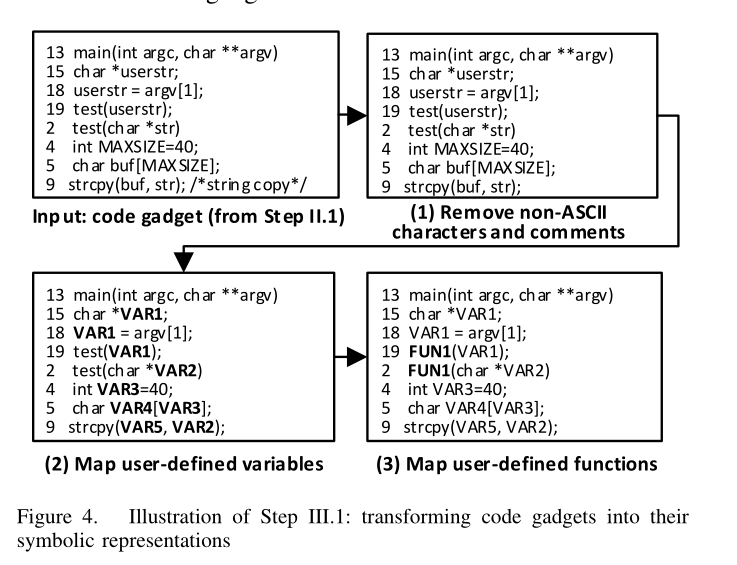 13 main(int argc, char **argv)
15 char *userstr;
18 userstr = argv[1];
19 test(userstr);
2 test(char *str)
4 int MAXSIZE=40;
5 char buf[MAXSIZE];
9 strcpy(buf, str); /*string copy*/
Input: code gadget (from Step II.1)
13 main(int argc, char **argv)
15 char *userstr;
18 userstr = argv[1];
19 test(userstr);
2 test(char *str)
4 int MAXSIZE=40;
5 char buf[MAXSIZE];
9 strcpy(buf, str);
(1) Remove non-ASCII
characters and comments
13 main(int argc, char **argv)
15 char *VAR1;
18 VAR1 = argv[1];
19 test(VAR1);
2 test(char *VAR2)
4 int VAR3=40;
5 char VAR4[VAR3];
9 strcpy(VAR5, VAR2);
(2) Map user-defined variables
13 main(int argc, char **argv)
15 char *VAR1;
18 VAR1 = argv[1];
19 FUN1(VAR1);
2 FUN1(char *VAR2)
4 int VAR3=40;
5 char VAR4[VAR3];
9 strcpy(VAR5, VAR2);
(3) Map user-defined functions
Figure 4. Illustration of Step III.1: transforming code gadgets into their
symbolic representations